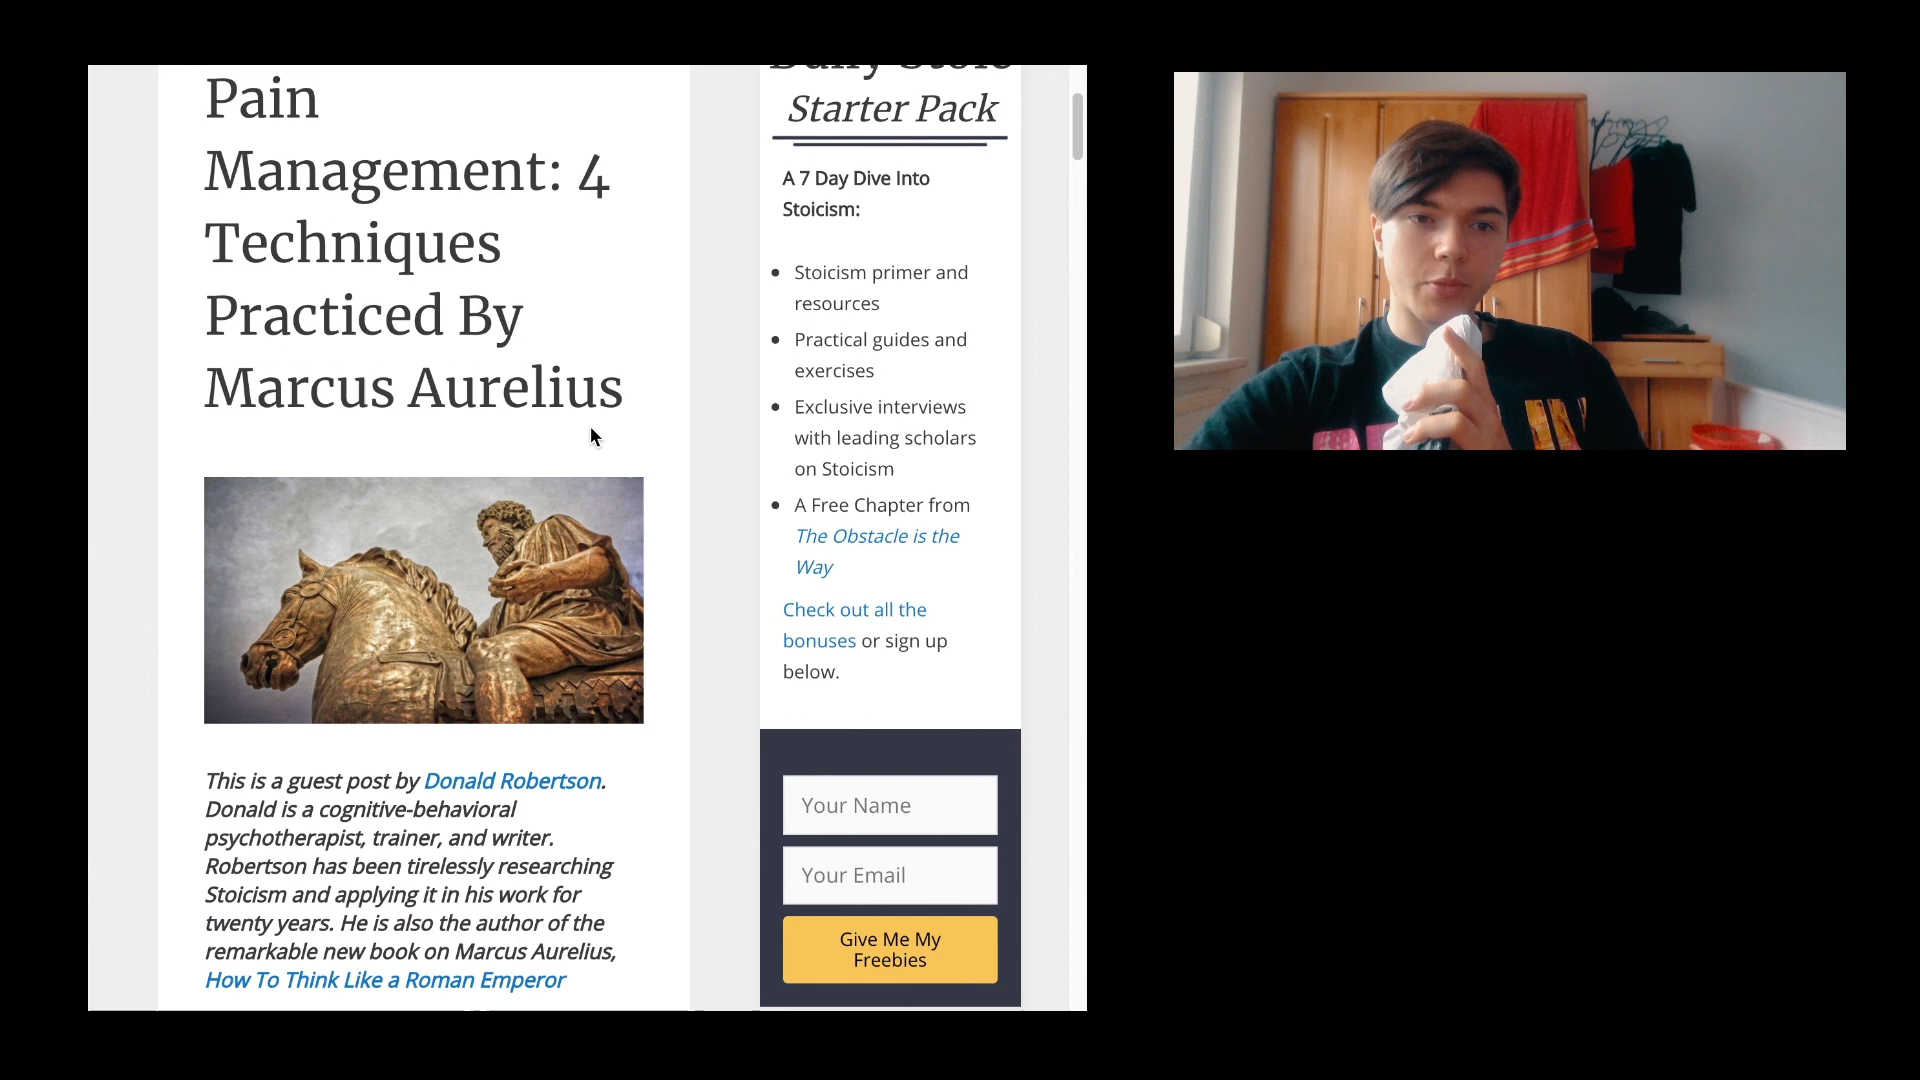 Pain
Management: 4
Techniques
Practiced By
Marcus Aurelius
This is a guest post by Donald Robertson.
Donald is a cognitive-behavioral
psychotherapist, trainer, and writer.
Robertson has been tirelessly researching
Stoicism and applying it in his work for
twenty years. He is also the author of the
remarkable new book on Marcus Aurelius,
How To Think Like a Roman Emperor
Daily Stoic
Starter Pack
A 7 Day Dive Into
Stoicism:
Stoicism primer and
resources
Practical guides and
exercises
Exclusive interviews
with leading scholars
on Stoicism
A Free Chapter from
The Obstacle is the
Way
Check out all the
bonuses or sign up
below.
Your Name
Your Email
Give Me My
Freebies